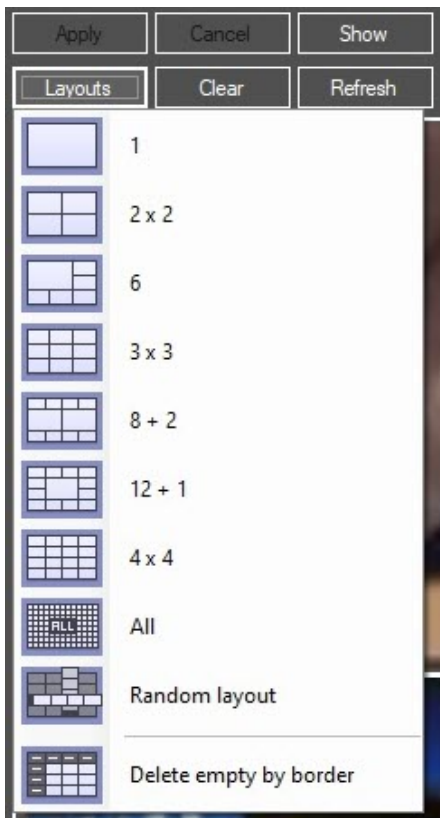 Apply Cancel Show
Layouts Clear Refresh
1
2 x 2
6
3 x 3
8 + 2
12 + 1
4 x 4
ALL All
Random layout
Delete empty by border